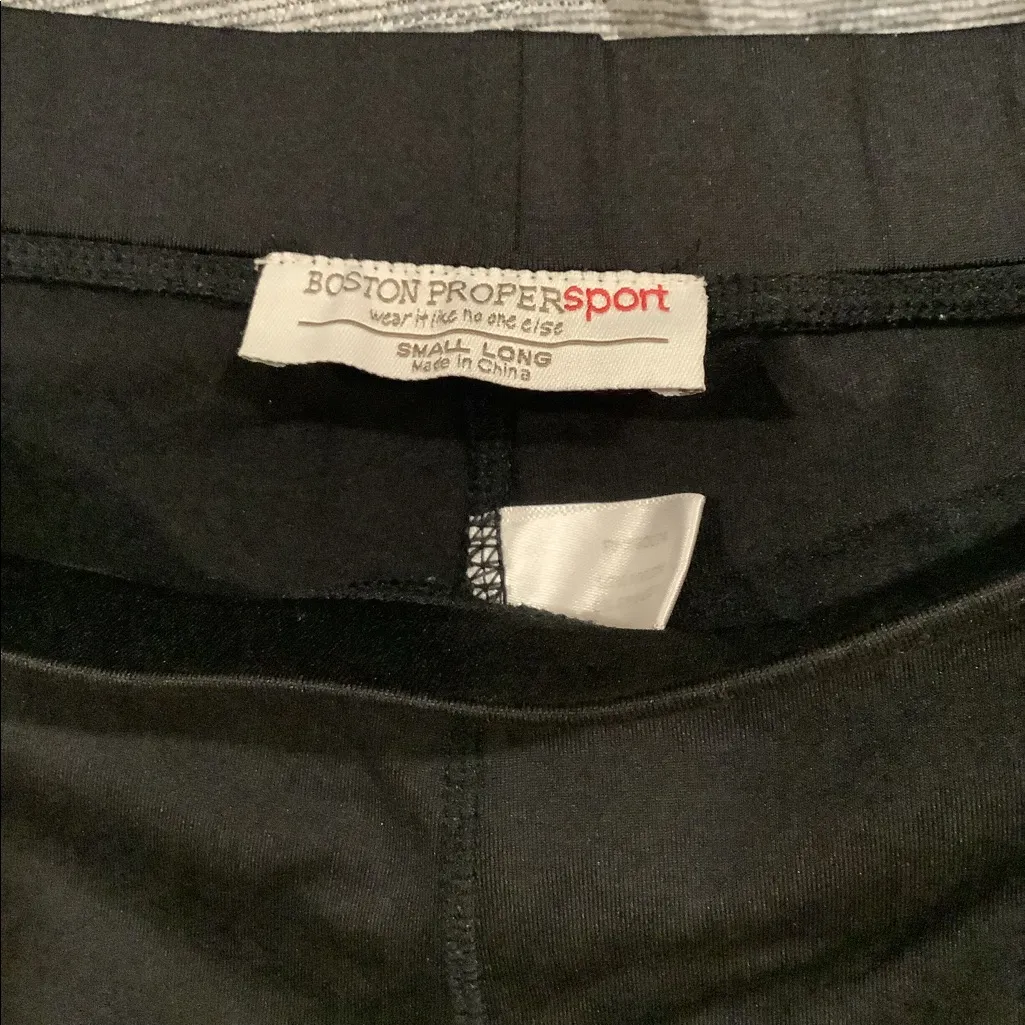 BOSTON PROPERsport
wear it like no one else
SMALL LONG
Made in China